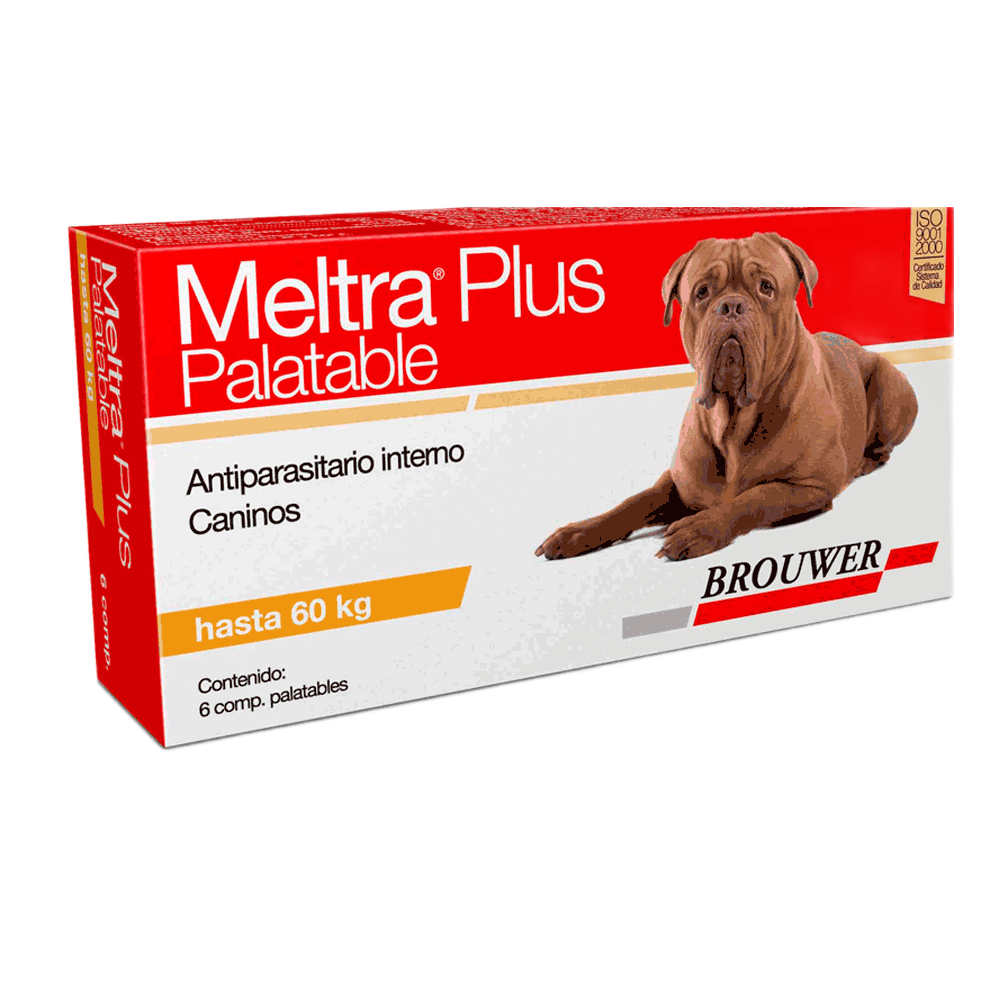 Meltra® Plus
Palatable
Antiparasitario interno
Caninos
hasta 60 kg
Contenido:
6 comp. palatables
BROUWER
ISO
9001
2000
Certificado
Sistema
de Calidad
hasta 60 kg
Meltra® Plus
Palatable
6 comp.